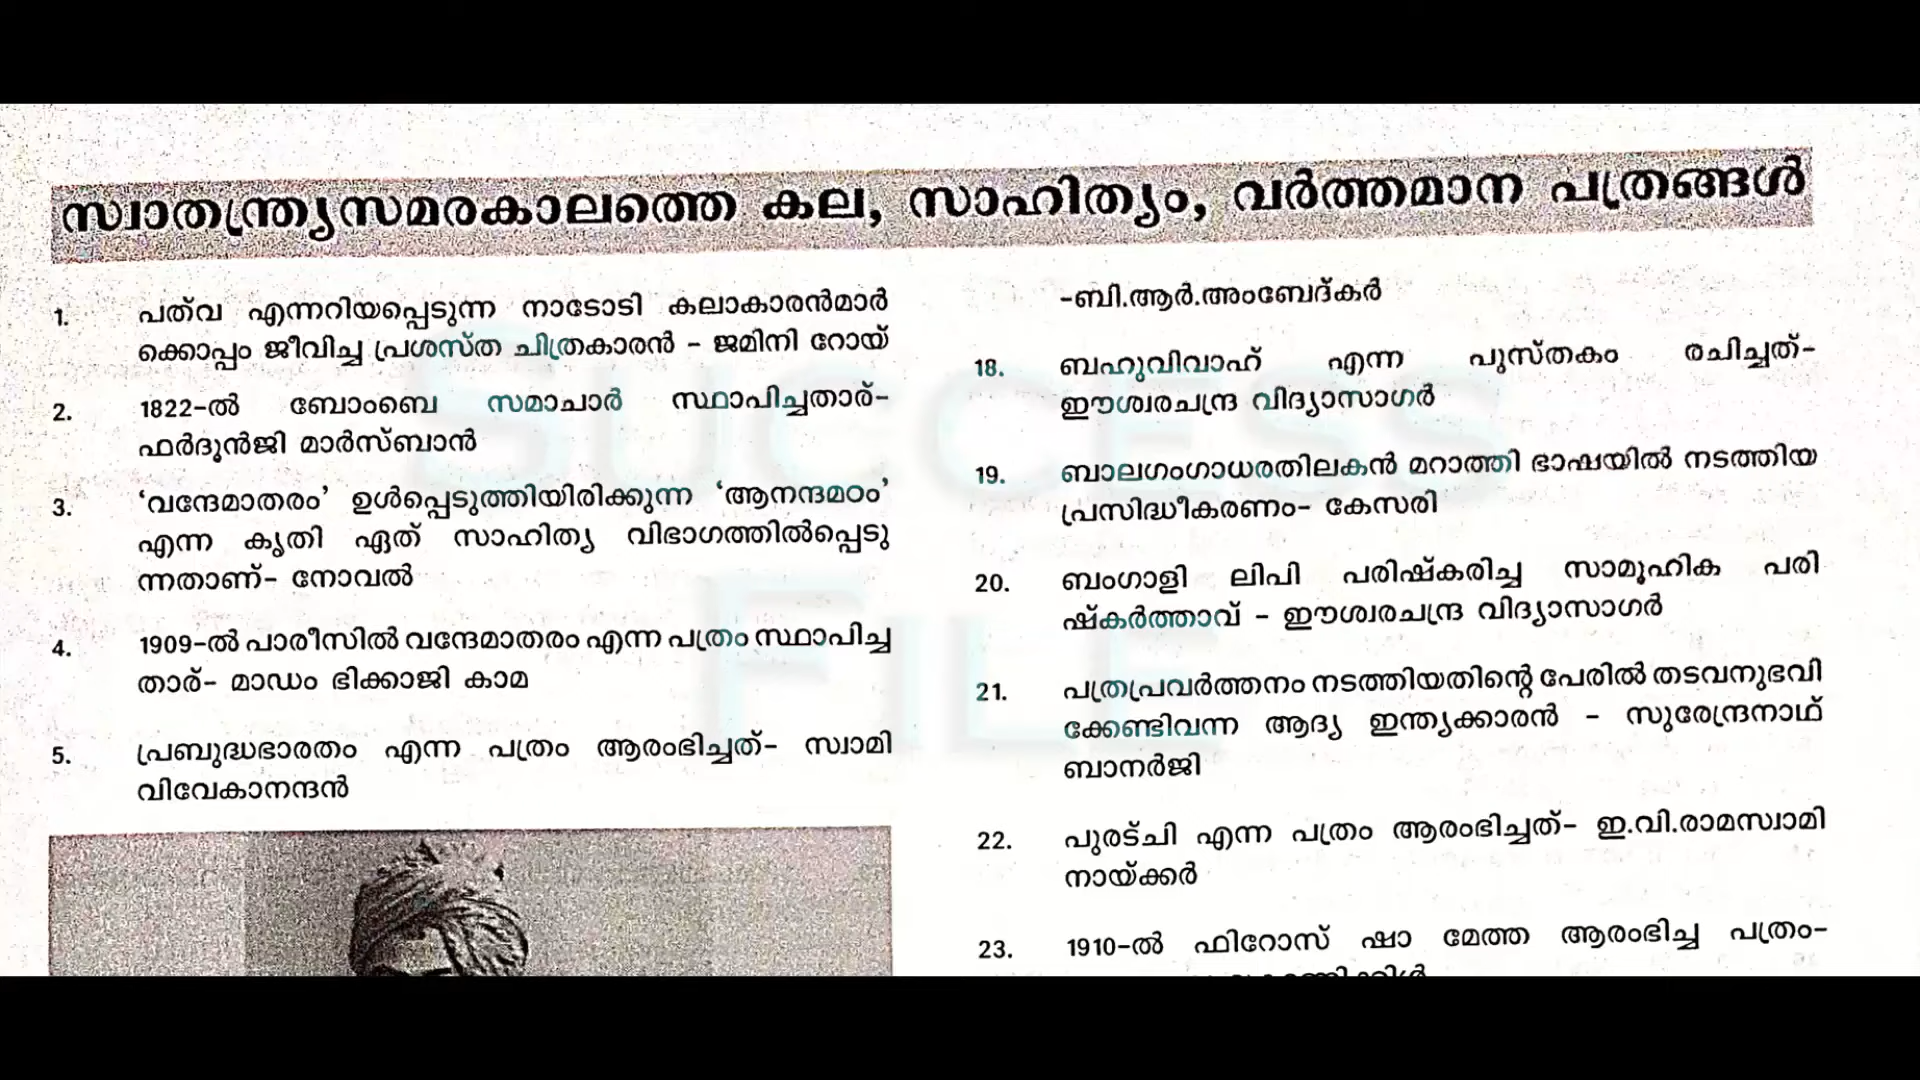 സ്വാതന്ത്ര്യസമരകാലത്തെ കല, സാഹിത്യം, വർത്തമാന പത്രങ്ങൾ
1. പത്‌വ എന്നറിയപ്പെടുന്ന നാടോടി കലാകാരൻമാർ
ക്കൊപ്പം ജീവിച്ച പ്രശസ്ത ചിത്രകാരൻ - ജമിനി റോയ്
2. 1822-ൽ ബോംബെ സമാചാർ സ്ഥാപിച്ചതാര്-
ഫർദൂൻജി മാർസ്ബാൻ
3. 'വന്ദേമാതരം' ഉൾപ്പെടുത്തിയിരിക്കുന്ന 'ആനന്ദമഠം'
എന്ന കൃതി ഏത് സാഹിത്യ വിഭാഗത്തിൽപ്പെടു
ന്നതാണ്- നോവൽ
4. 1909-ൽ പാരീസിൽ വന്ദേമാതരം എന്ന പത്രം സ്ഥാപിച്ച
താര്- മാഡം ഭിക്കാജി കാമ
5. പ്രബുദ്ധഭാരതം എന്ന പത്രം ആരംഭിച്ചത്- സ്വാമി
വിവേകാനന്ദൻ
-ബി.ആർ.അംബേദ്കർ
18. ബഹുവിവാഹ് എന്ന പുസ്തകം രചിച്ചത്-
ഈശ്വരചന്ദ്ര വിദ്യാസാഗർ
19. ബാലഗംഗാധരതിലകൻ മറാത്തി ഭാഷയിൽ നടത്തിയ
പ്രസിദ്ധീകരണം- കേസരി
20. ബംഗാളി ലിപി പരിഷ്കരിച്ച സാമൂഹിക പരി
ഷ്കർത്താവ് - ഈശ്വരചന്ദ്ര വിദ്യാസാഗർ
21. പത്രപ്രവർത്തനം നടത്തിയതിന്റെ പേരിൽ തടവനുഭവി
ക്കേണ്ടിവന്ന ആദ്യ ഇന്ത്യക്കാരൻ - സുരേന്ദ്രനാഥ്
ബാനർജി
22. പുരട്ചി എന്ന പത്രം ആരംഭിച്ചത്- ഇ.വി.രാമസ്വാമി
നായ്ക്കർ
23. 1910-ൽ ഫിറോസ് ഷാ മേത്ത ആരംഭിച്ച പത്രം-
SUCCESS
FILE